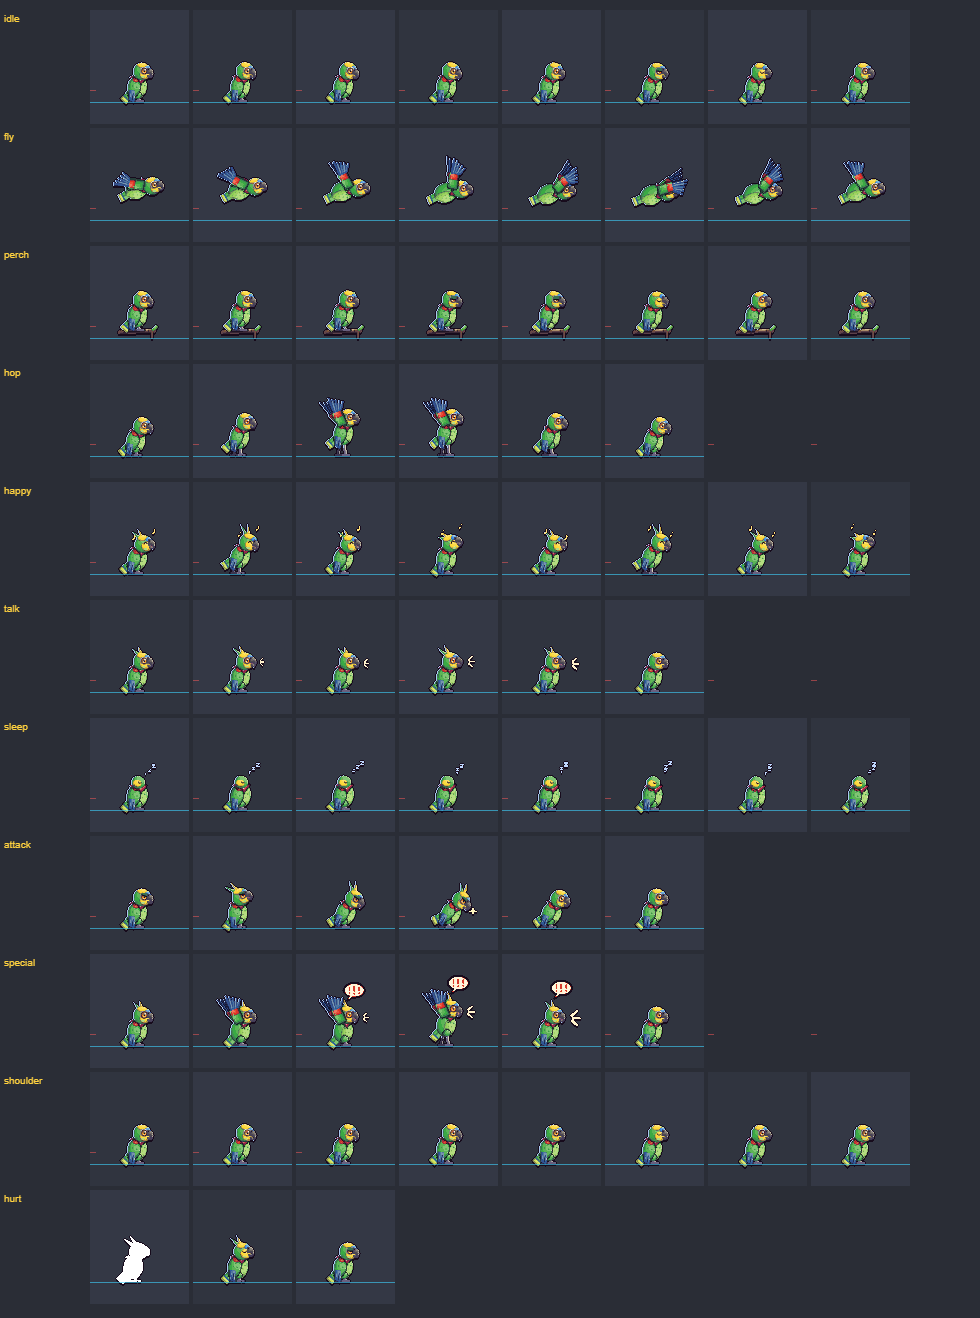 idle
fly
perch
hop
happy
talk
sleep
z z z z z z z z z z z z z z z z z z z z
attack
special
!!! !!! !!!
shoulder
hurt